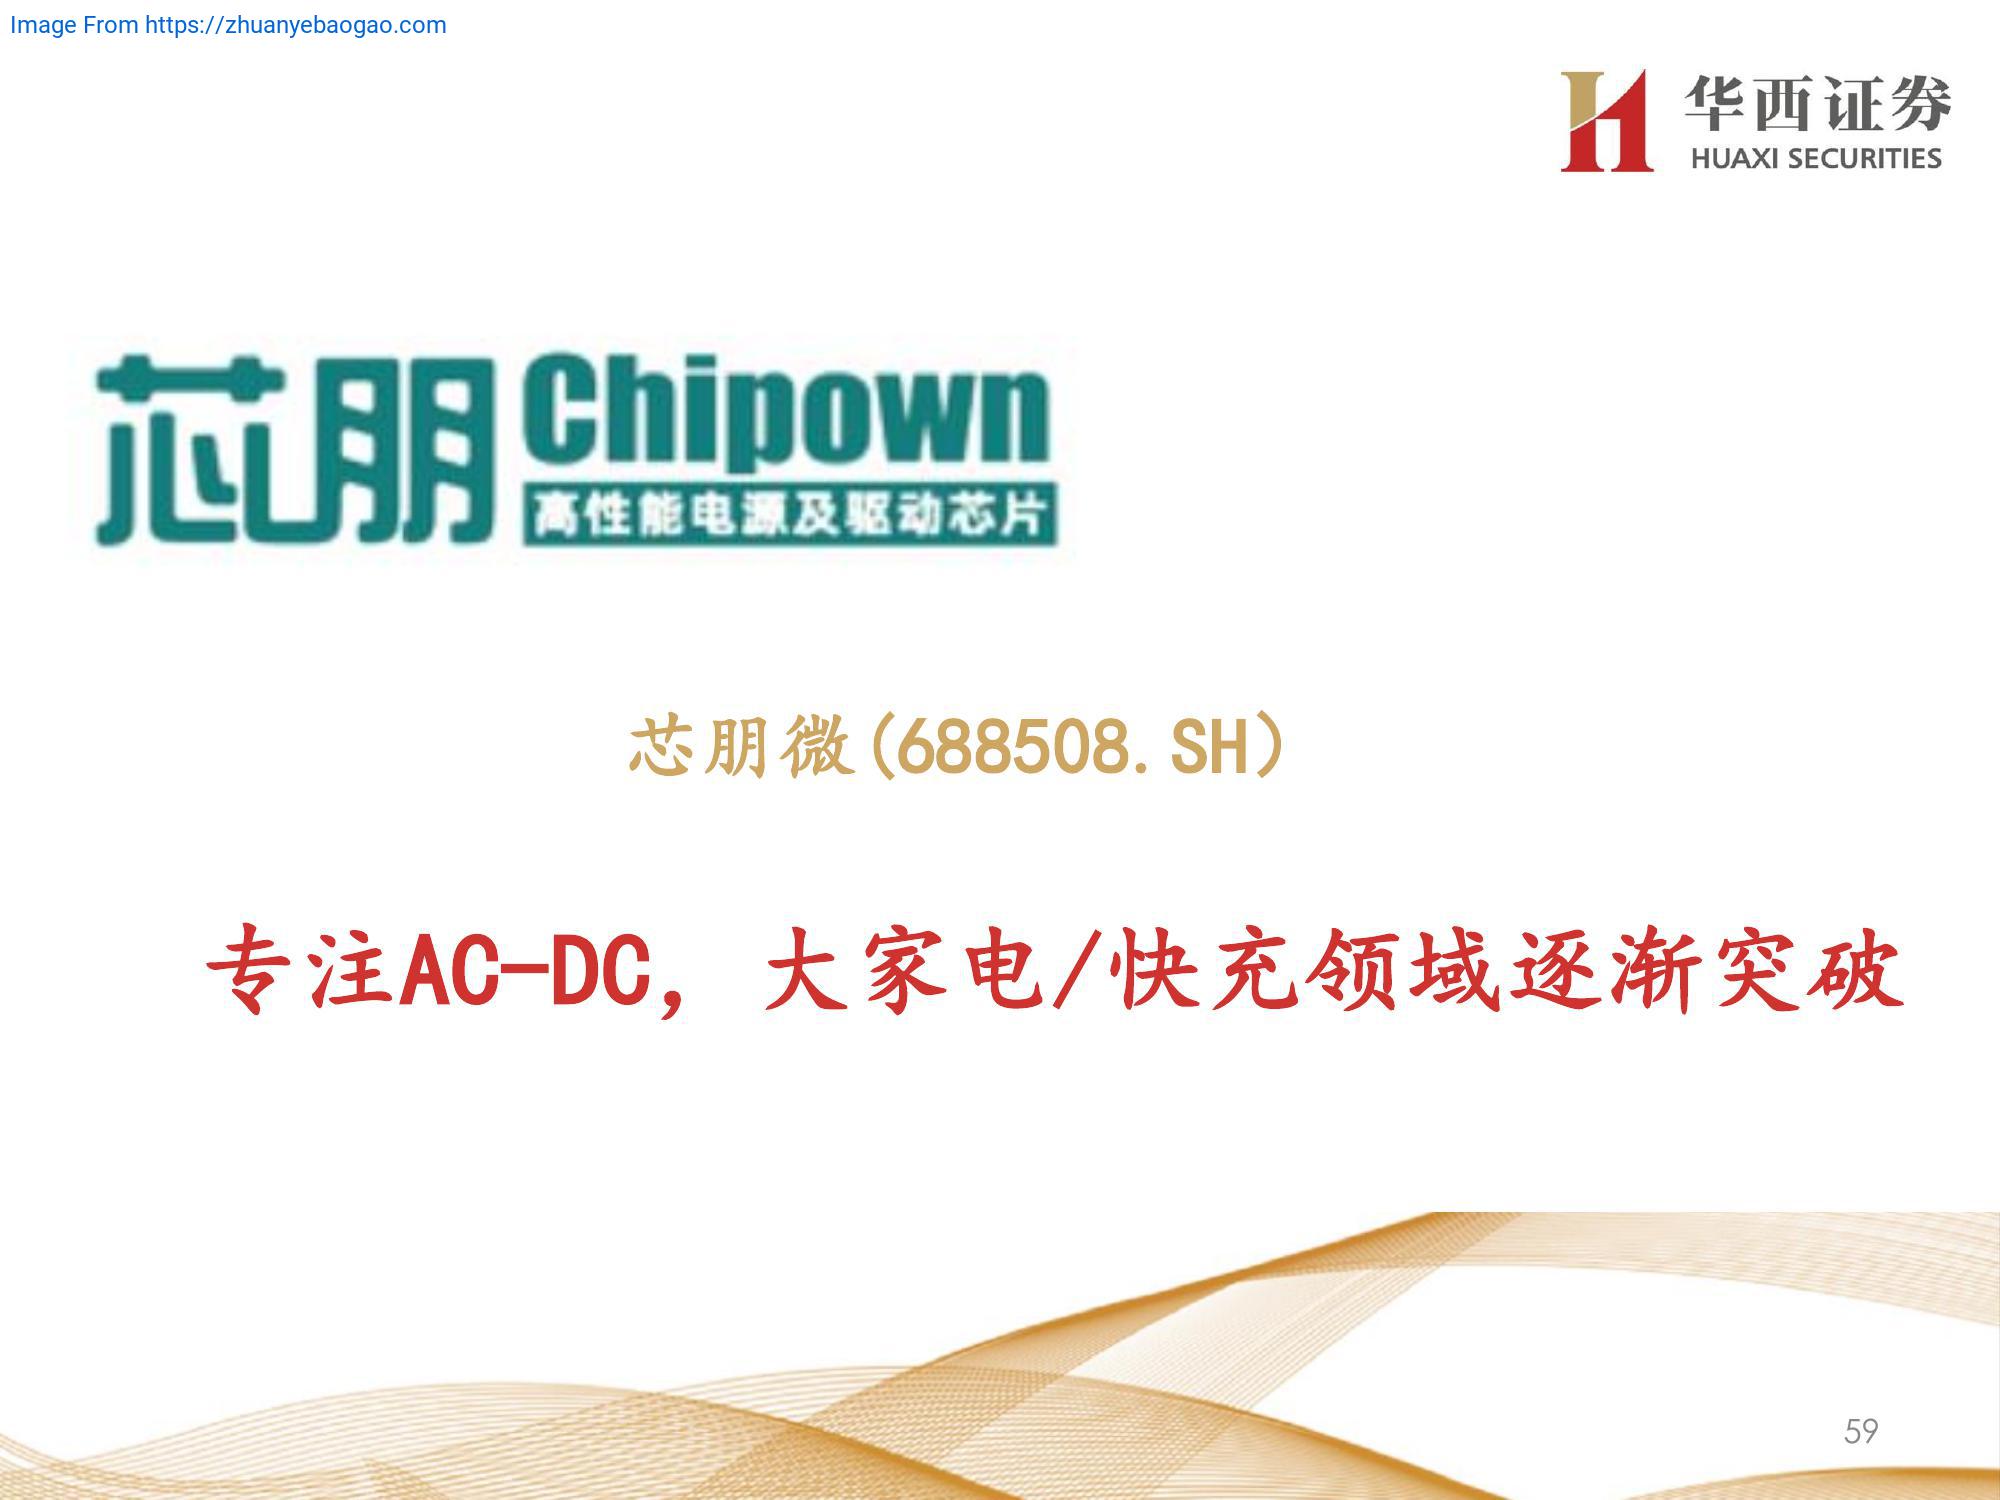 Image From https://zhuanyebaogao.com
华西证券
HUAXI SECURITIES
芯朋 Chipown
高性能电源及驱动芯片
芯朋微(688508.SH)
专注AC-DC，大家电/快充领域逐渐突破
59